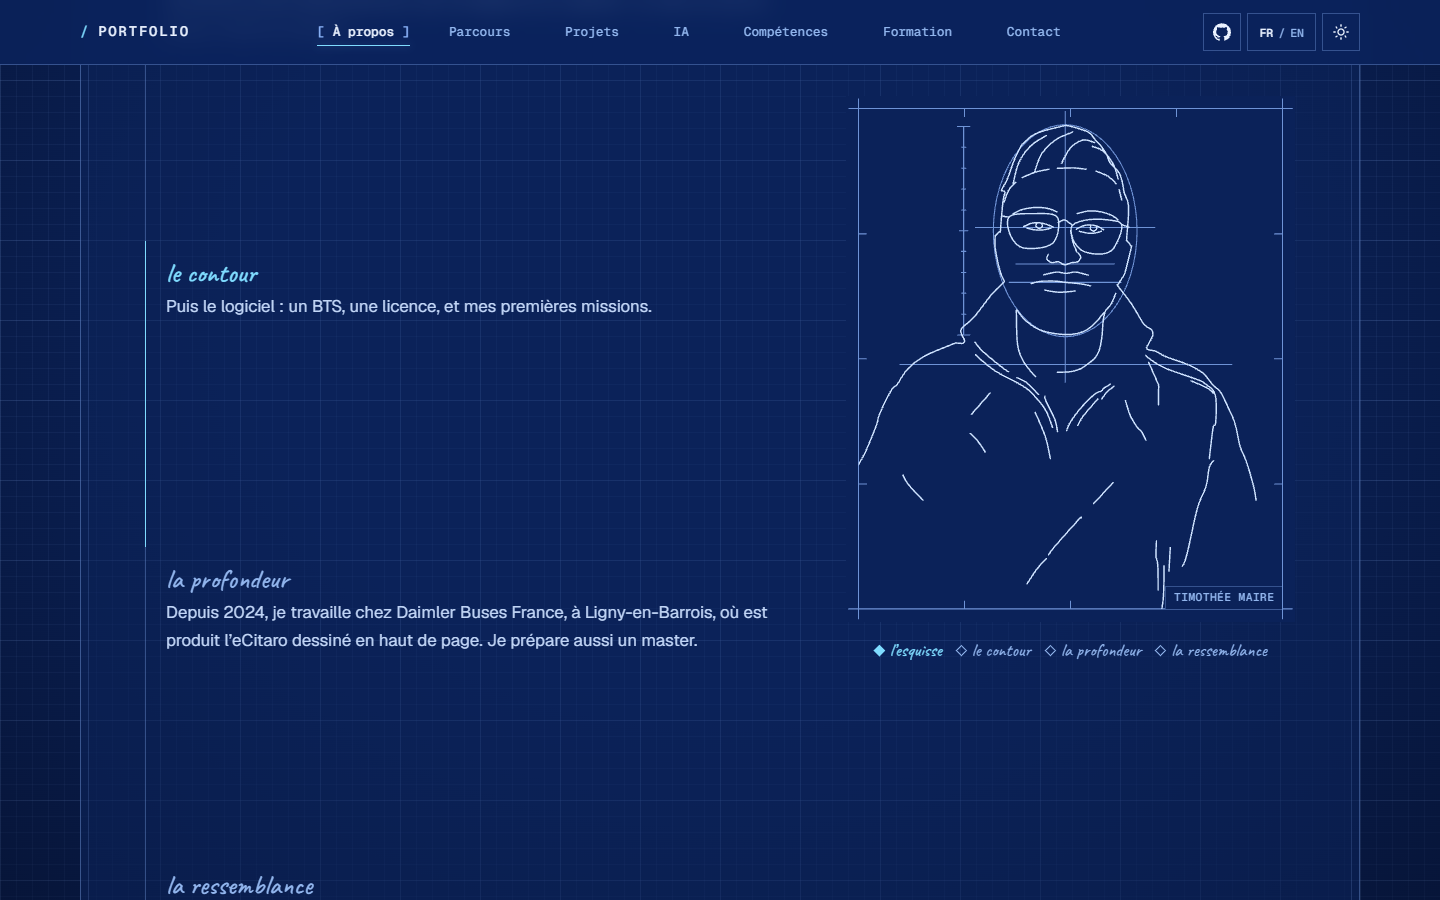 / PORTFOLIO
[ À propos ]
Parcours
Projets
IA
Compétences
Formation
Contact
FR / EN
le contour
Puis le logiciel : un BTS, une licence, et mes premières missions.
la profondeur
Depuis 2024, je travaille chez Daimler Buses France, à Ligny-en-Barrois, où est
produit l’eCitaro dessiné en haut de page. Je prépare aussi un master.
la ressemblance
TIMOTHÉE MAIRE
l'esquisse
le contour
la profondeur
la ressemblance